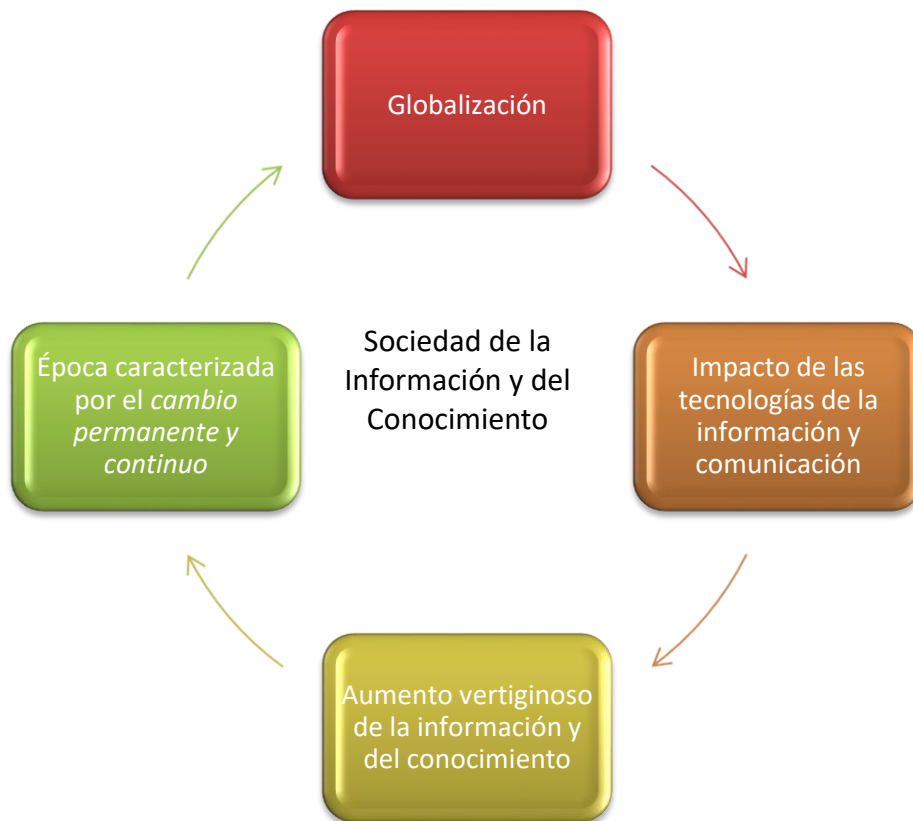 Globalización
Sociedad de la
Información y del
Conocimiento
Impacto de las
tecnologías de la
información y
comunicación
Aumento vertiginoso
de la información y
del conocimiento
Época caracterizada
por el cambio
permanente y
continuo